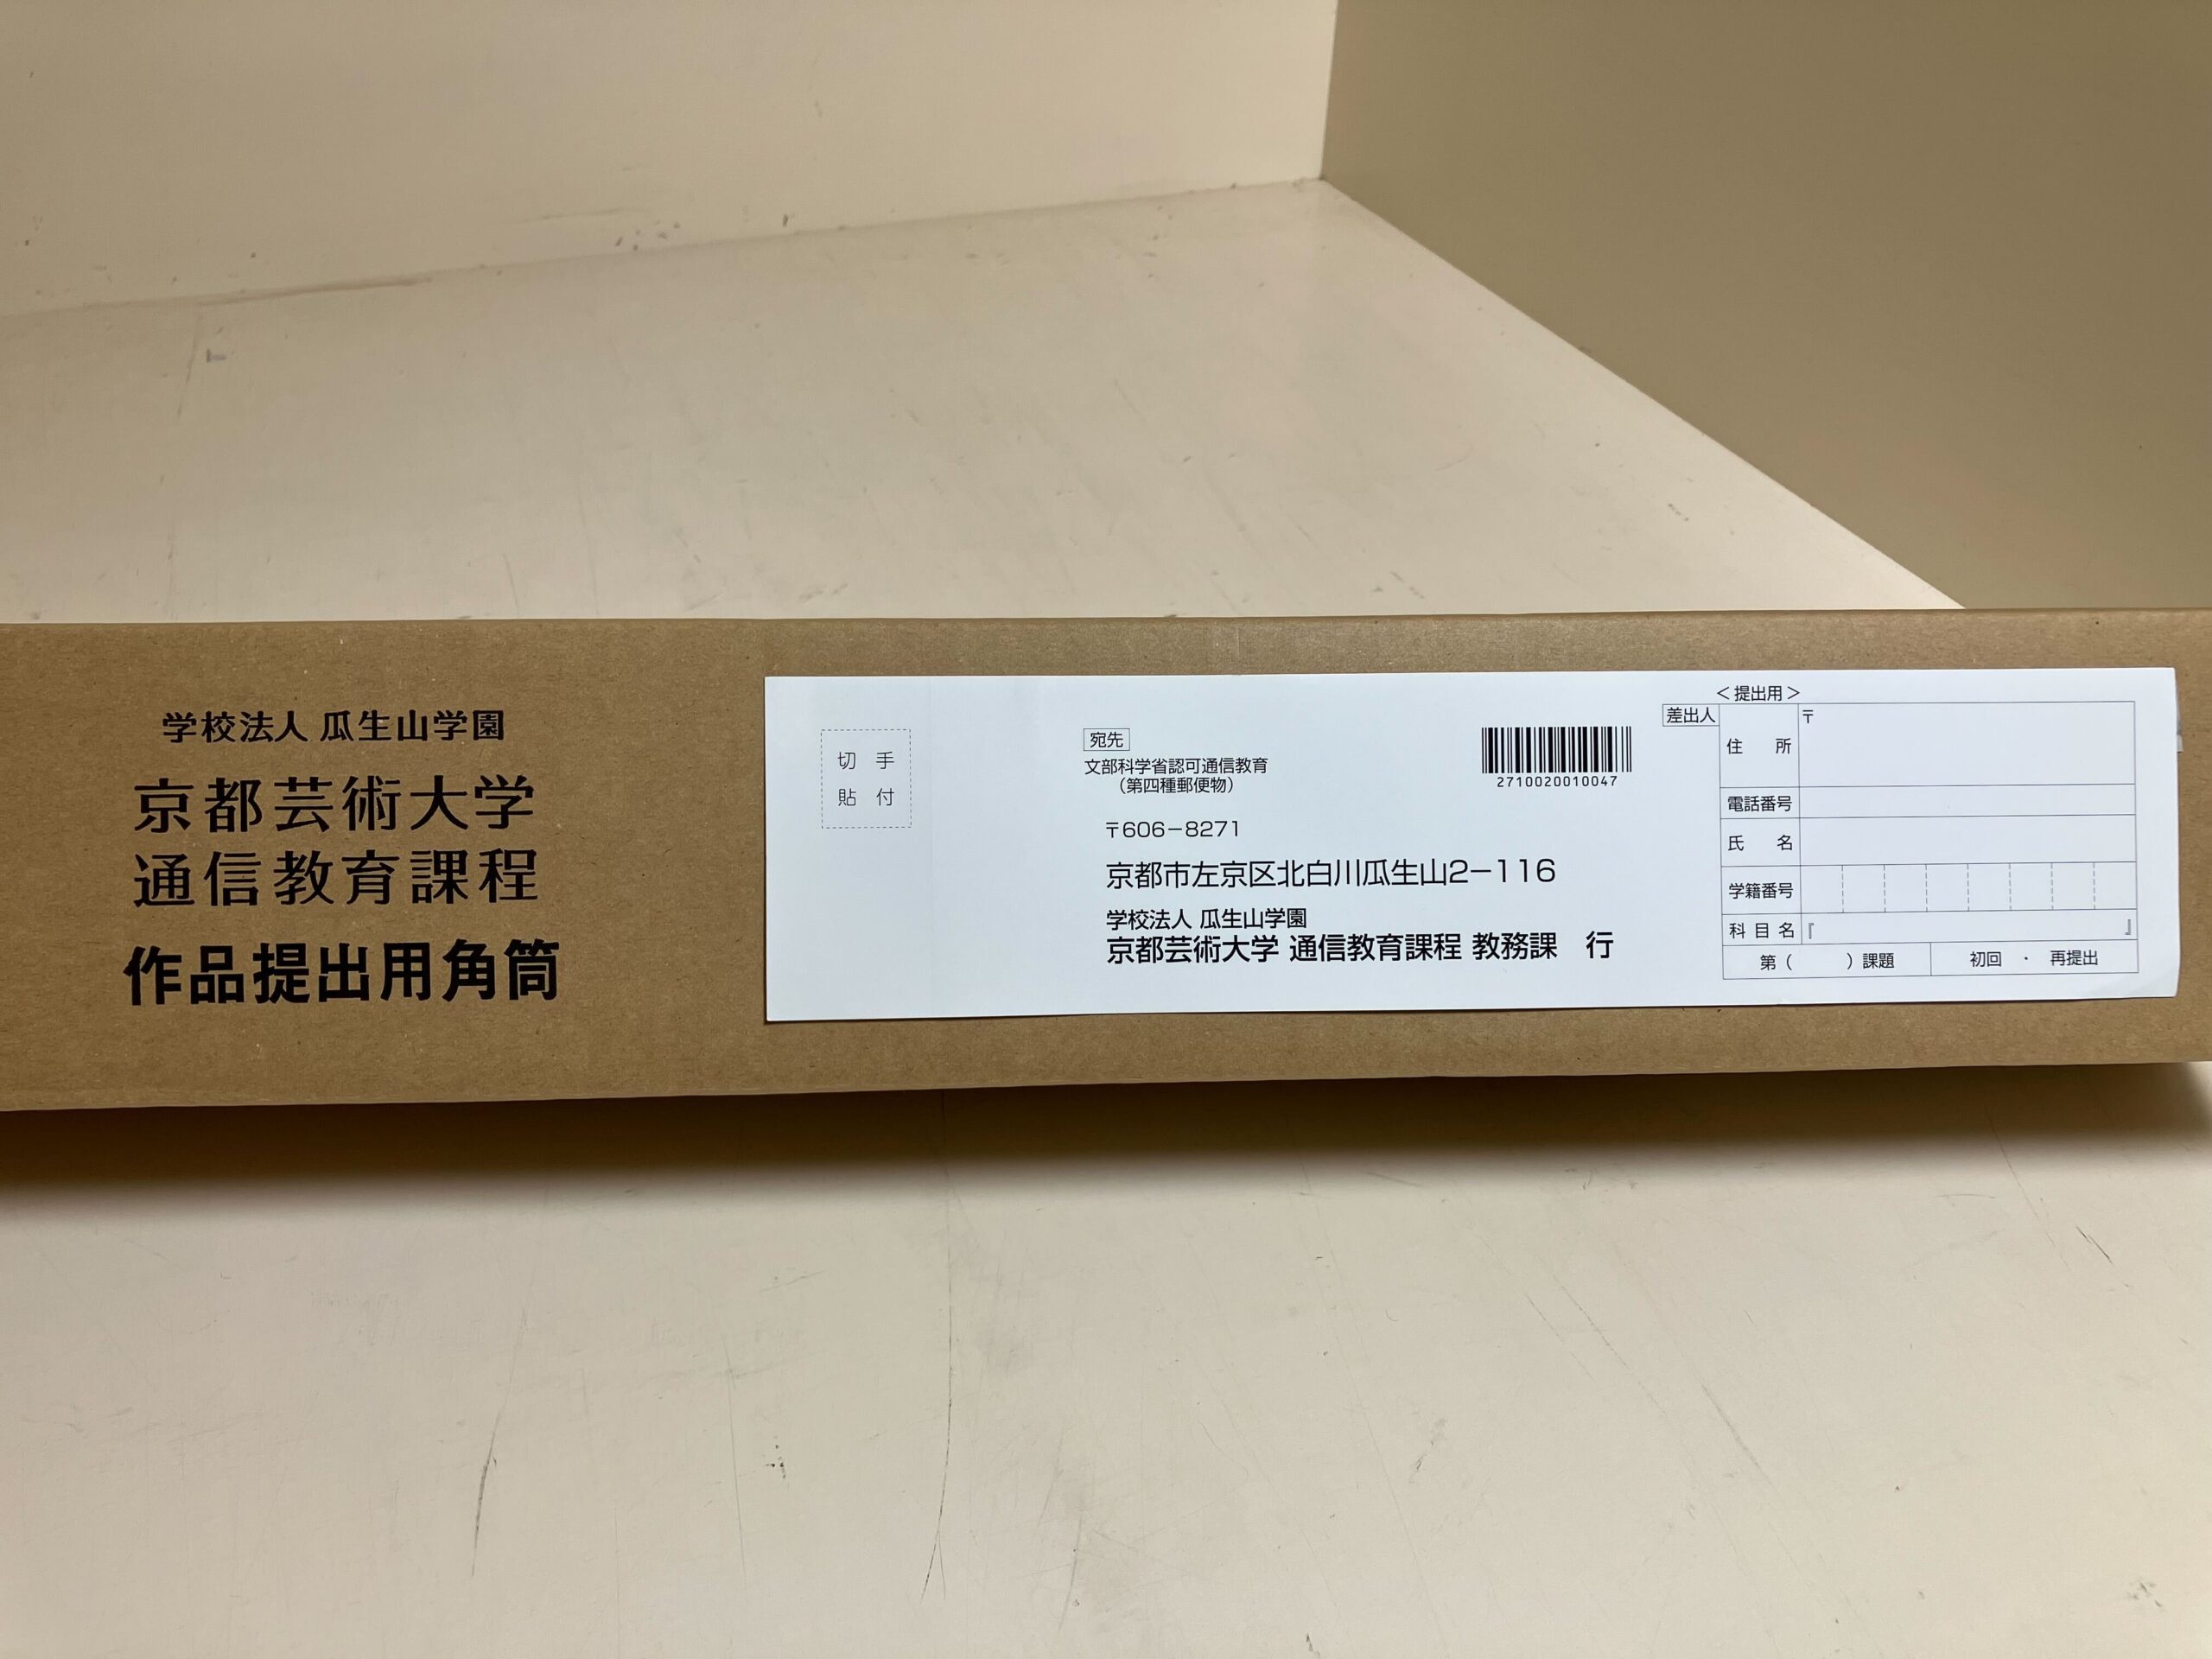 学校法人 瓜生山学園
京都芸術大学
通信教育課程
作品提出用角筒
切 手
貼 付
宛先
文部科学省認可通信教育
(第四種郵便物)
〒606-8271
京都市左京区北白川瓜生山2-116
学校法人 瓜生山学園
京都芸術大学 通信教育課程 教務課 行
2710020010047
<提出用>
差出人
住 所 〒
電話番号
氏 名
学籍番号
科目名 『 』
第( )課題 初回 ・ 再提出